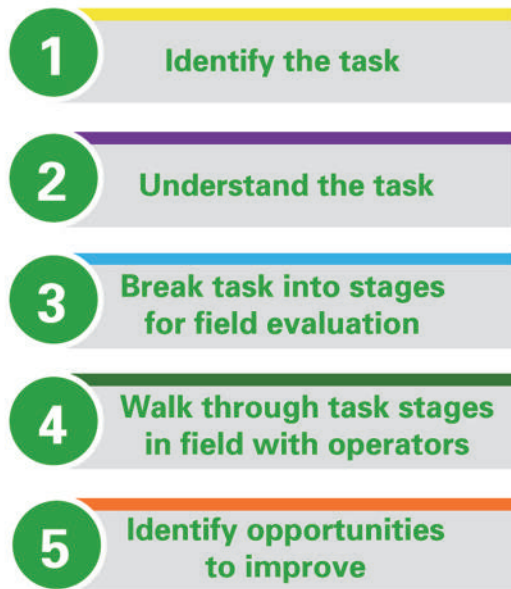 1
Identify the task
2
Understand the task
3
Break task into stages
for field evaluation
4
Walk through task stages
in field with operators
5
Identify opportunities
to improve